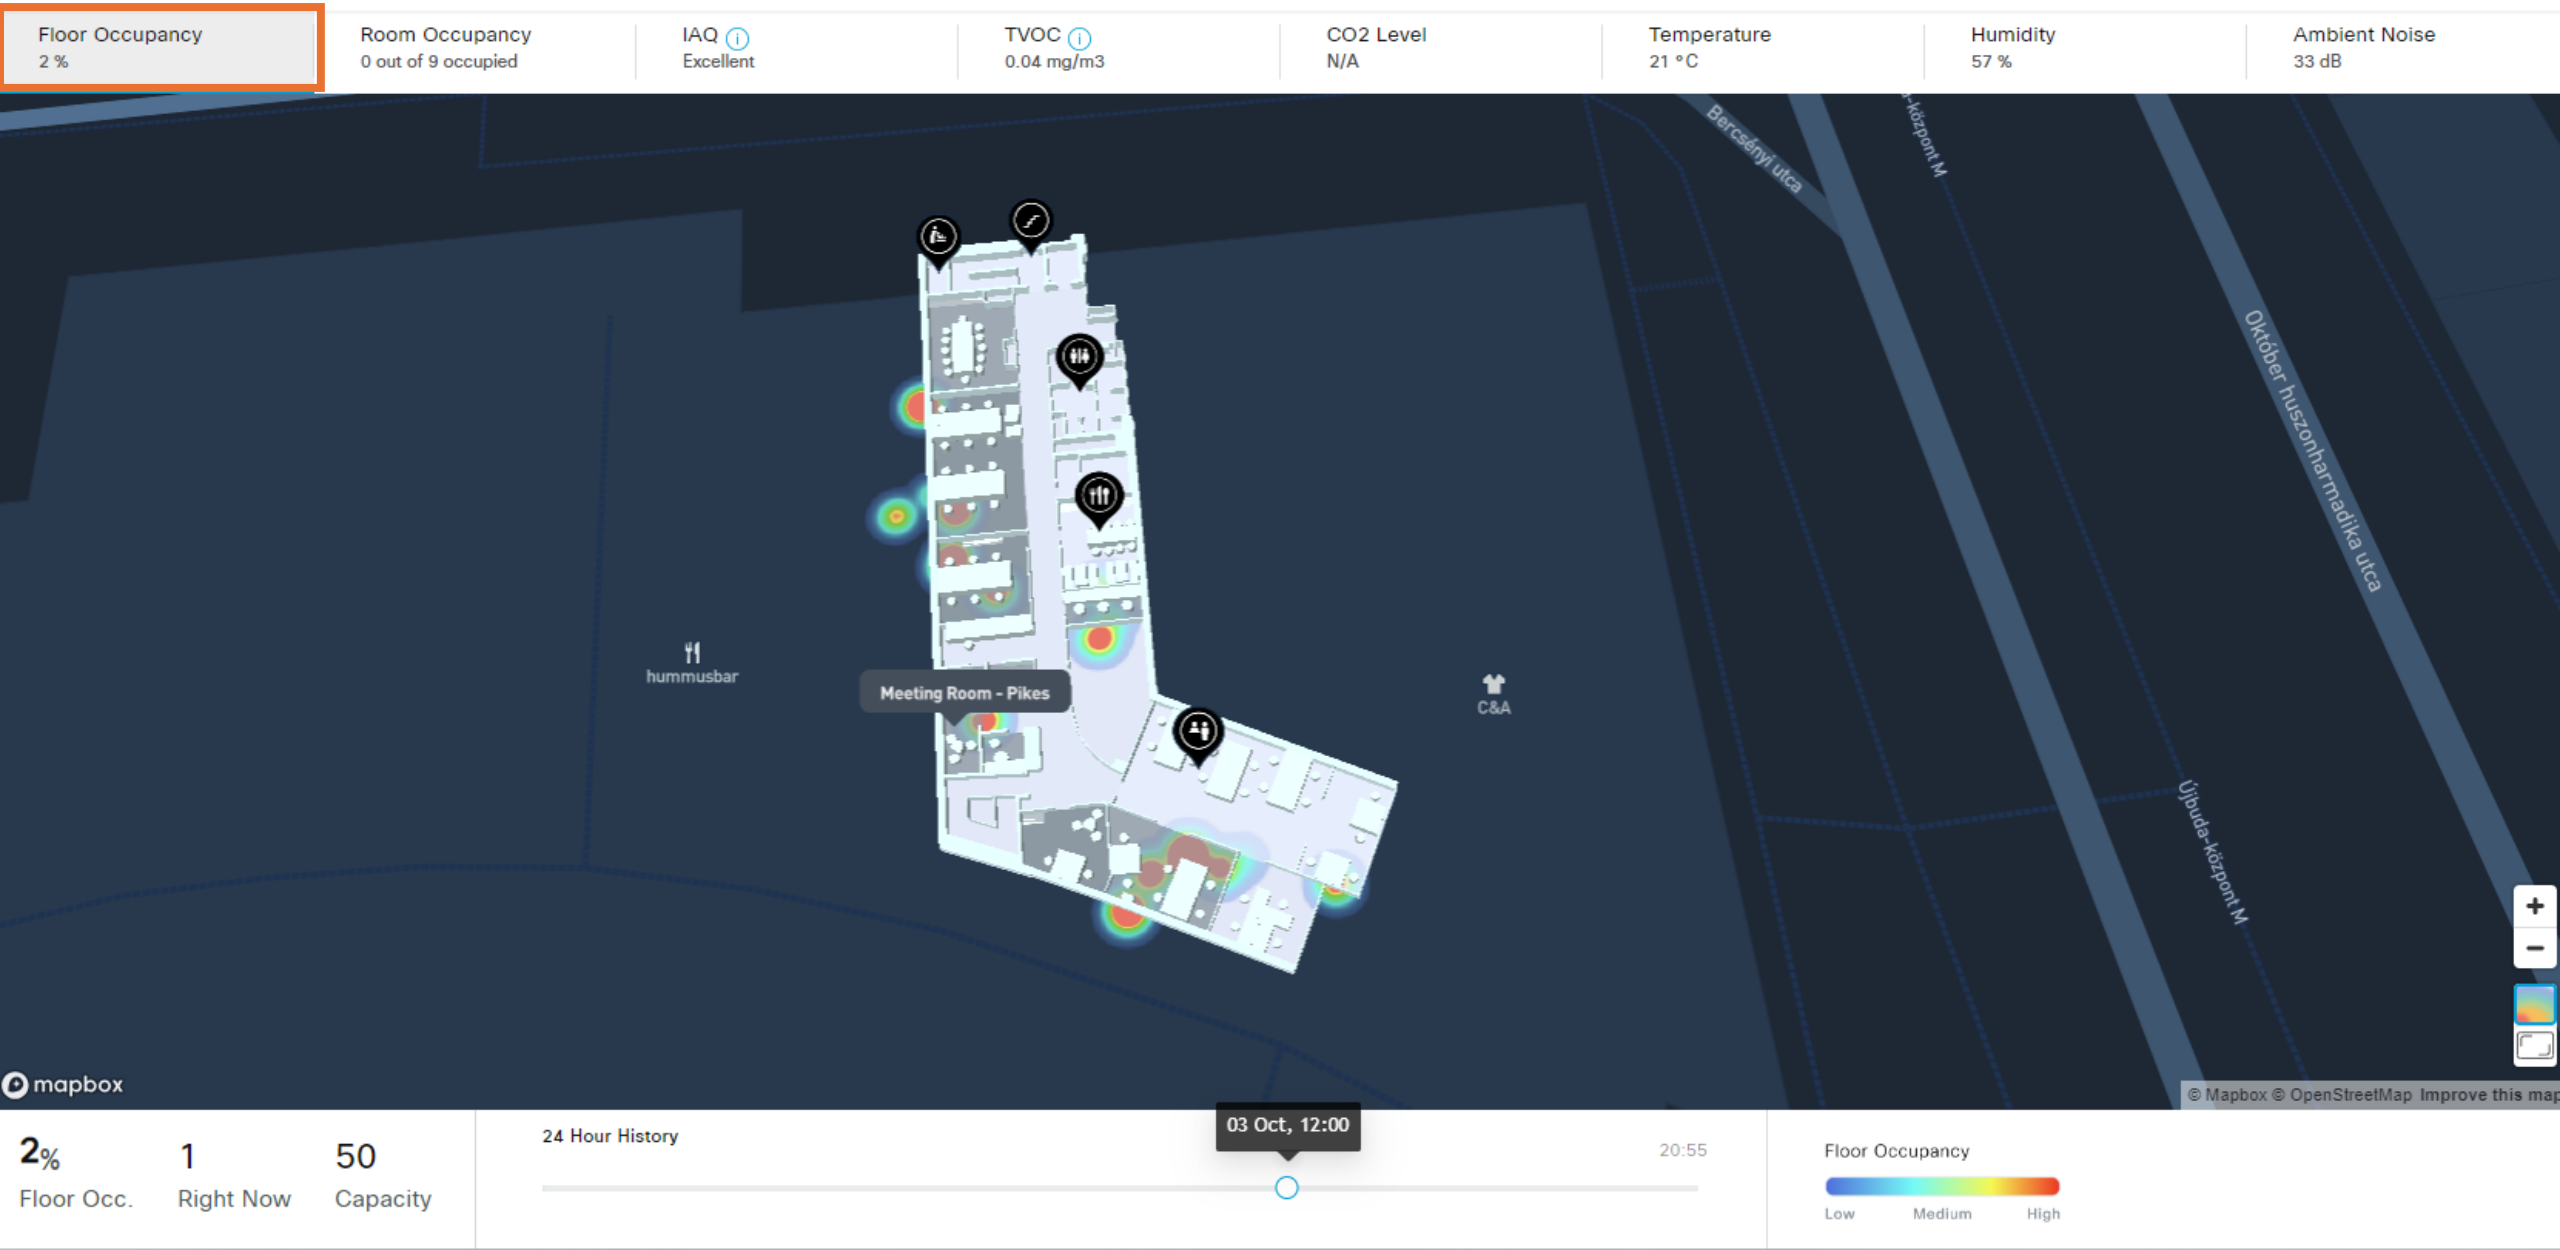 Floor Occupancy
2 %
Room Occupancy
0 out of 9 occupied
IAQ
Excellent
TVOC
0.04 mg/m3
CO2 Level
N/A
Temperature
21 °C
Humidity
57 %
Ambient Noise
33 dB
Bercsényi utca
a-központ M
Október huszonharmadika utca
hummusbar
Meeting Room - Pikes
C&A
Újbuda-központ M
+
−
mapbox
© Mapbox © OpenStreetMap Improve this map
2%
Floor Occ.
1
Right Now
50
Capacity
24 Hour History
03 Oct, 12:00
20:55
Floor Occupancy
Low Medium High